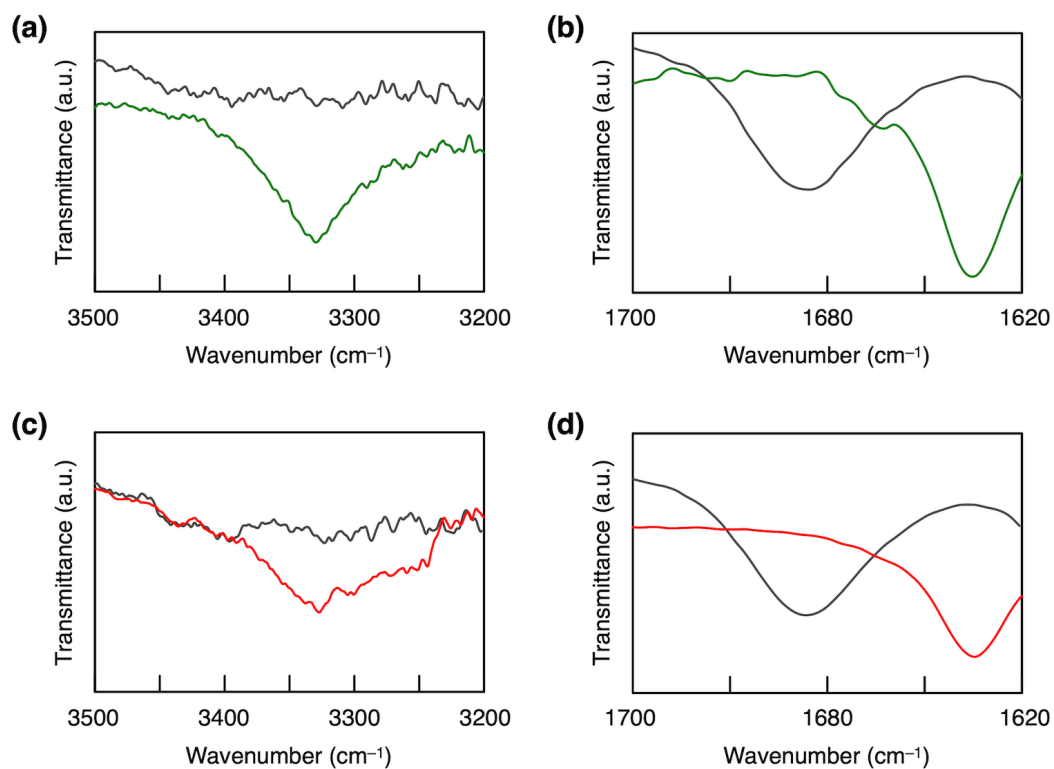 (a)
Transmittance (a.u.)
3500 3400 3300 3200
Wavenumber (cm⁻¹)
(b)
Transmittance (a.u.)
1700 1680 1620
Wavenumber (cm⁻¹)
(c)
Transmittance (a.u.)
3500 3400 3300 3200
Wavenumber (cm⁻¹)
(d)
Transmittance (a.u.)
1700 1680 1620
Wavenumber (cm⁻¹)